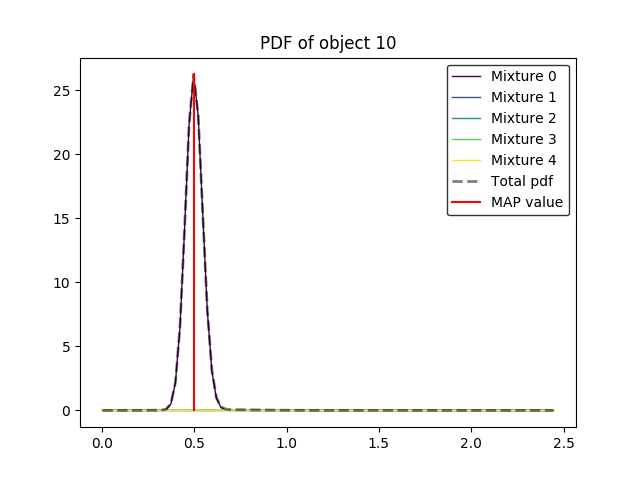 PDF of object 10
25
20
15
10
5
0
0.0 0.5 1.0 1.5 2.0 2.5
Mixture 0
Mixture 1
Mixture 2
Mixture 3
Mixture 4
Total pdf
MAP value